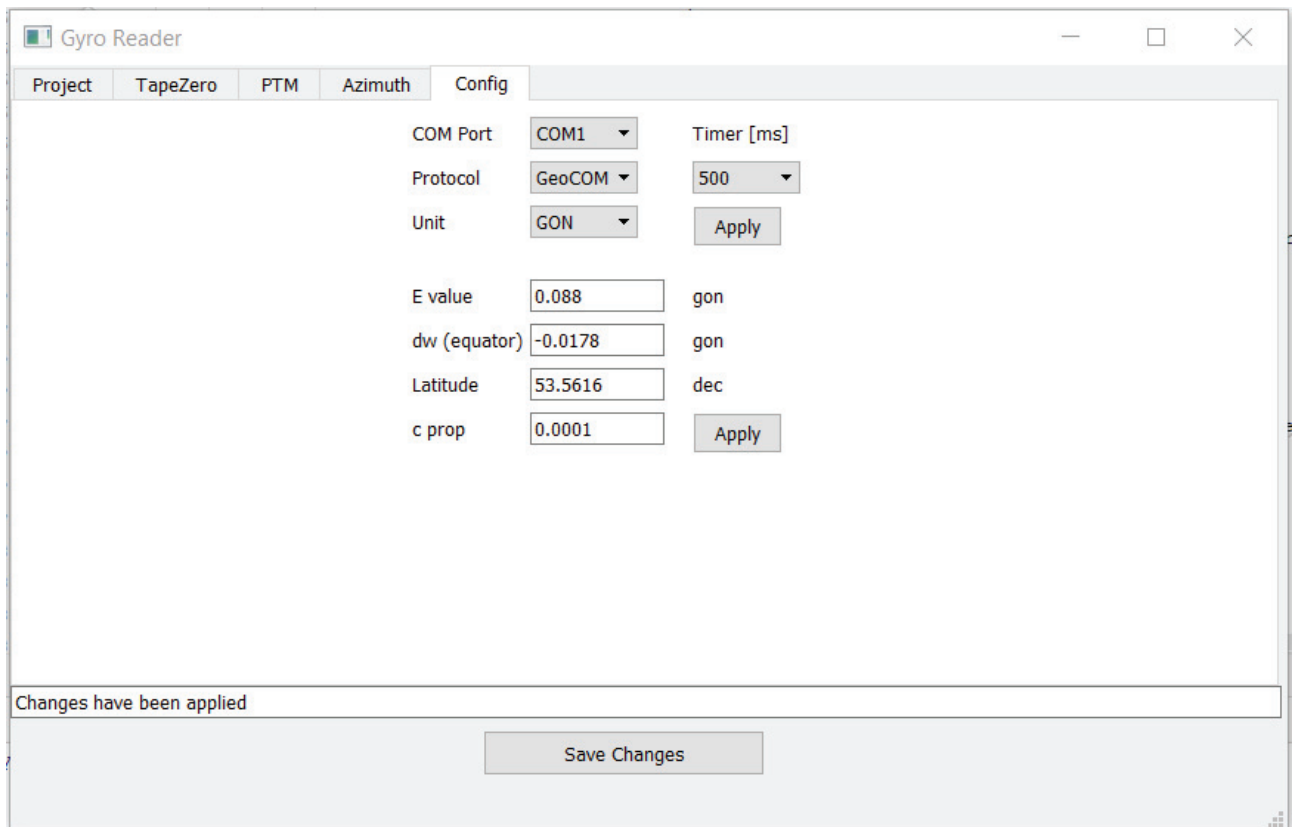 Gyro Reader
Project TapeZero PTM Azimuth Config
COM Port COM1 Timer [ms]
Protocol GeoCOM 500
Unit GON Apply
E value 0.088 gon
dw (equator) -0.0178 gon
Latitude 53.5616 dec
c prop 0.0001 Apply
Changes have been applied
Save Changes